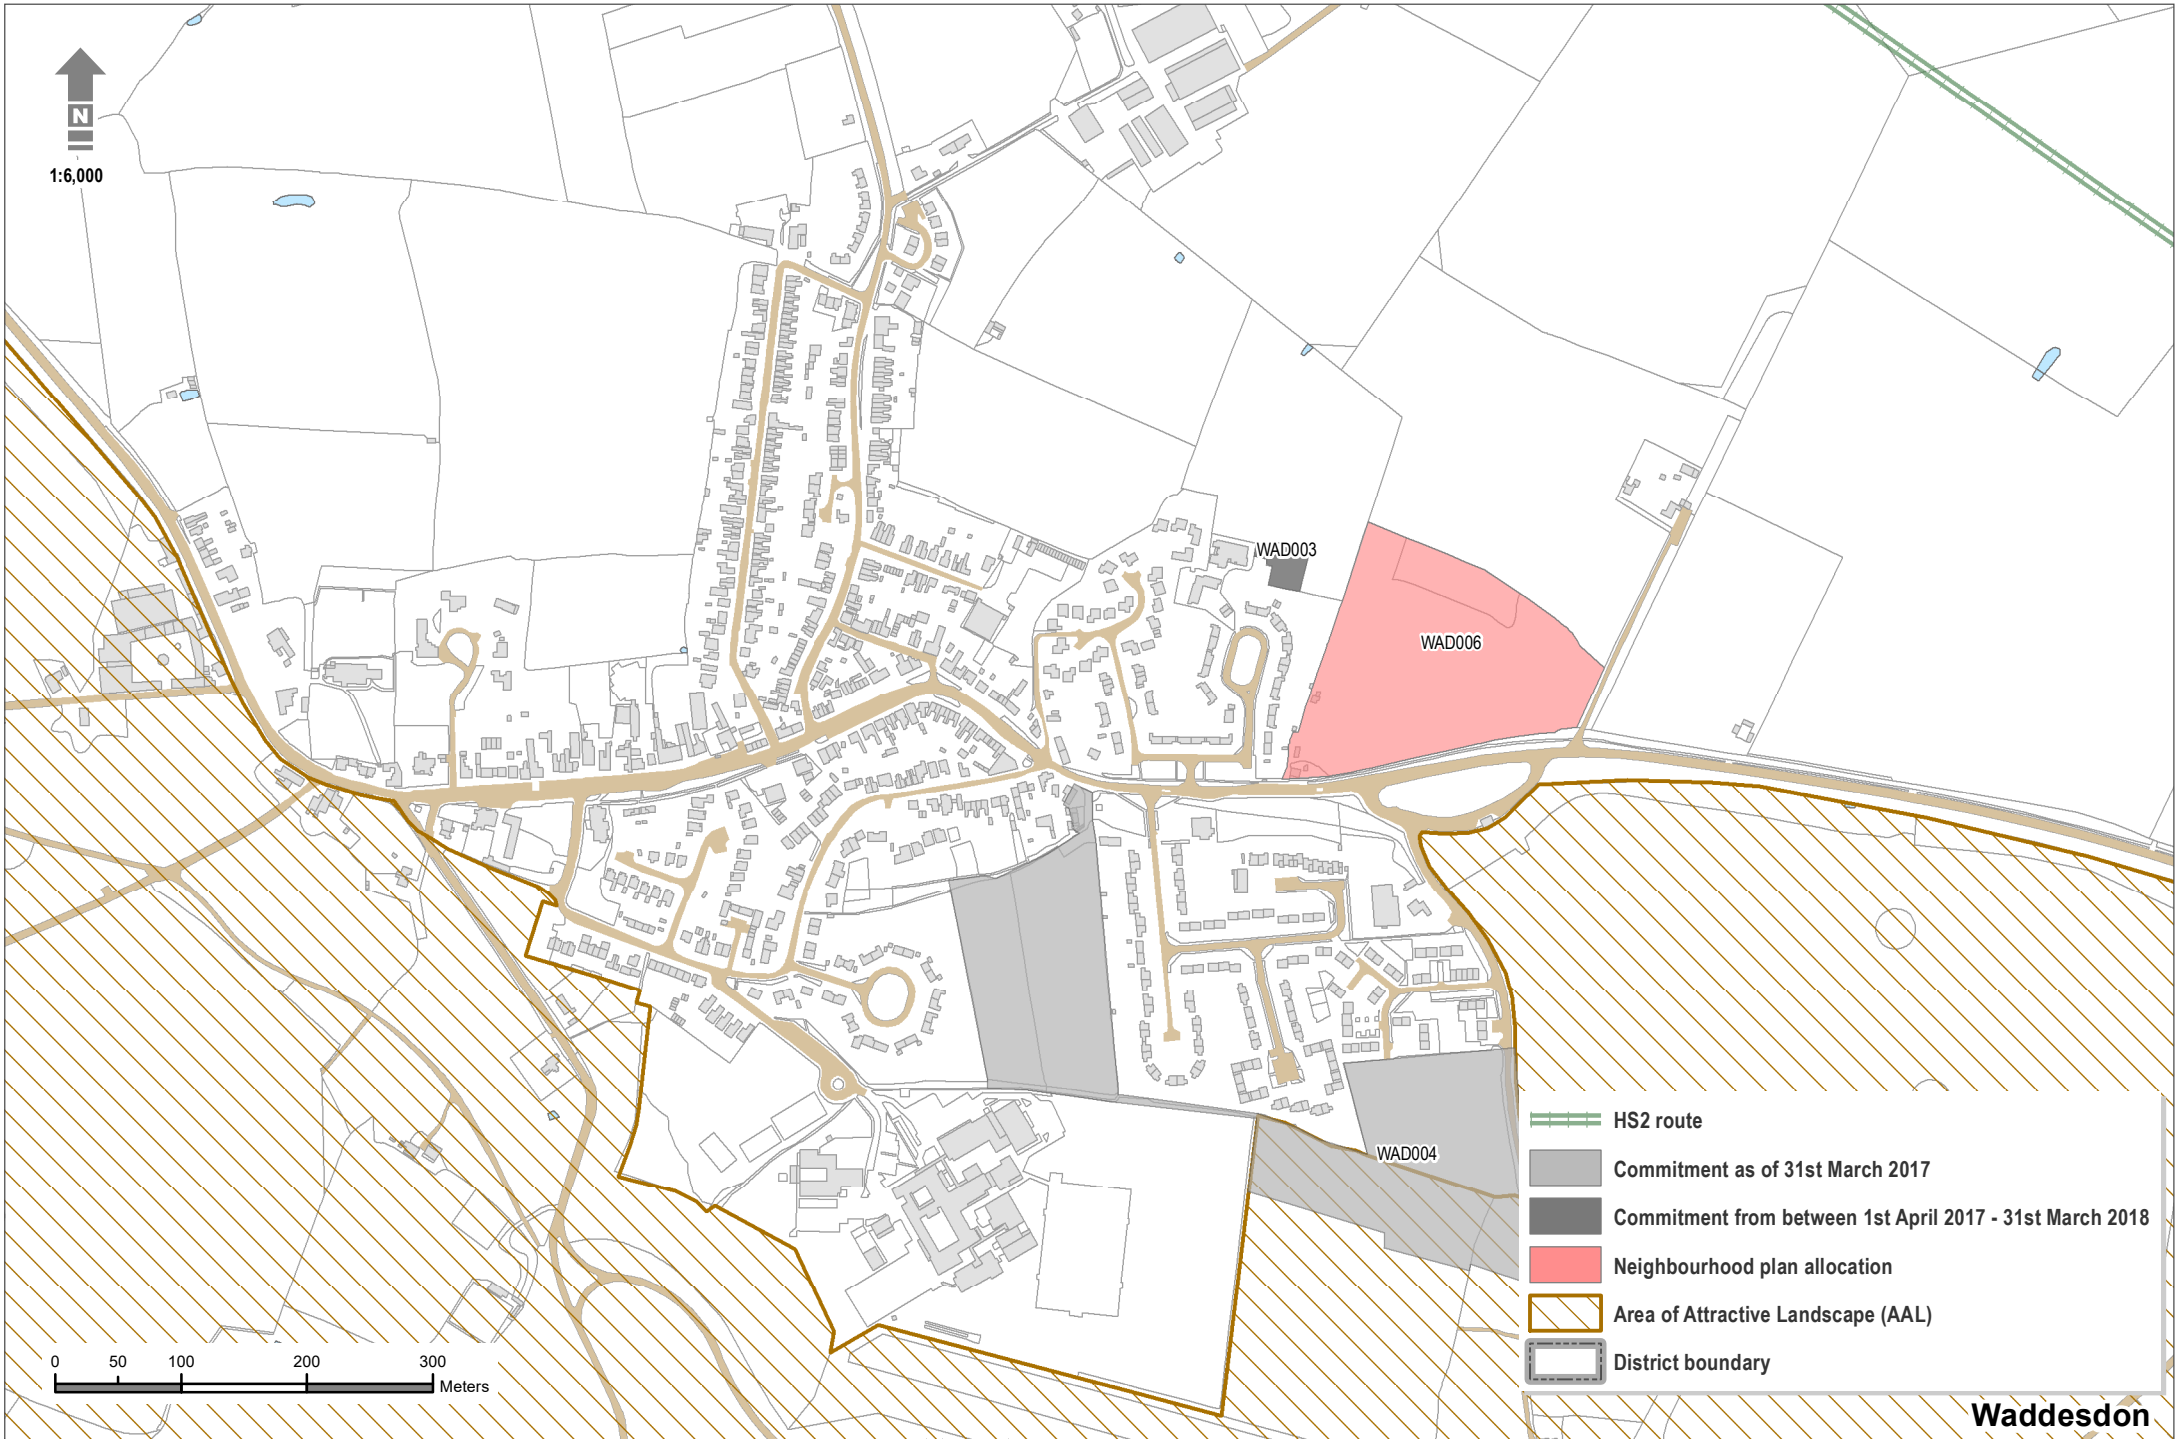 N
1:6,000
WAD003
WAD006
WAD004
HS2 route
Commitment as of 31st March 2017
Commitment from between 1st April 2017 - 31st March 2018
Neighbourhood plan allocation
Area of Attractive Landscape (AAL)
District boundary
0 50 100 200 300
Meters
Waddesdon